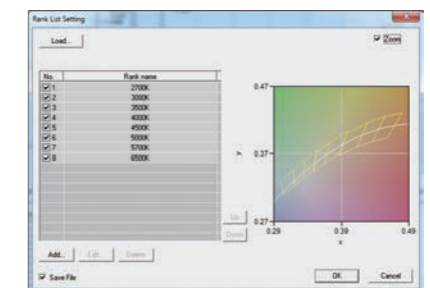 Rank List Setting
Load...
Zoom
No. Rank name
1 2700K
2 3000K
3 3500K
4 4000K
5 4500K
6 5000K
7 5700K
8 6500K
0.47
y 0.37
0.27
0.29 0.39 0.49
x
Up
Down
Add... Edit... Delete
Save File
OK Cancel